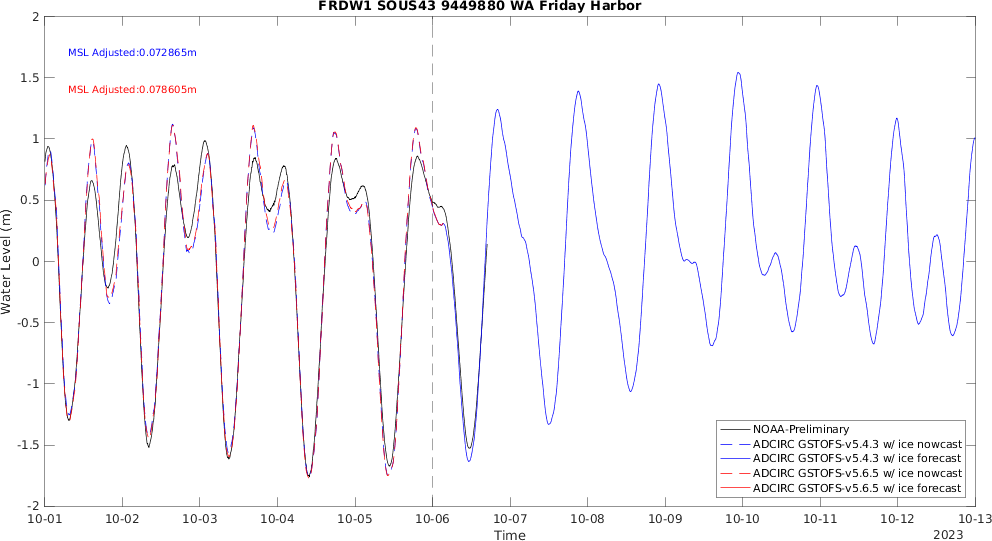 FRDW1 SOUS43 9449880 WA Friday Harbor
2
1.5
1
0.5
0
-0.5
-1
-1.5
-2
Water Level (m)
MSL Adjusted:0.072865m
MSL Adjusted:0.078605m
NOAA-Preliminary
ADCIRC GSTOFS-v5.4.3 w/ ice nowcast
ADCIRC GSTOFS-v5.4.3 w/ ice forecast
ADCIRC GSTOFS-v5.6.5 w/ ice nowcast
ADCIRC GSTOFS-v5.6.5 w/ ice forecast
10-01 10-02 10-03 10-04 10-05 10-06 10-07 10-08 10-09 10-10 10-11 10-12 10-13
Time
2023